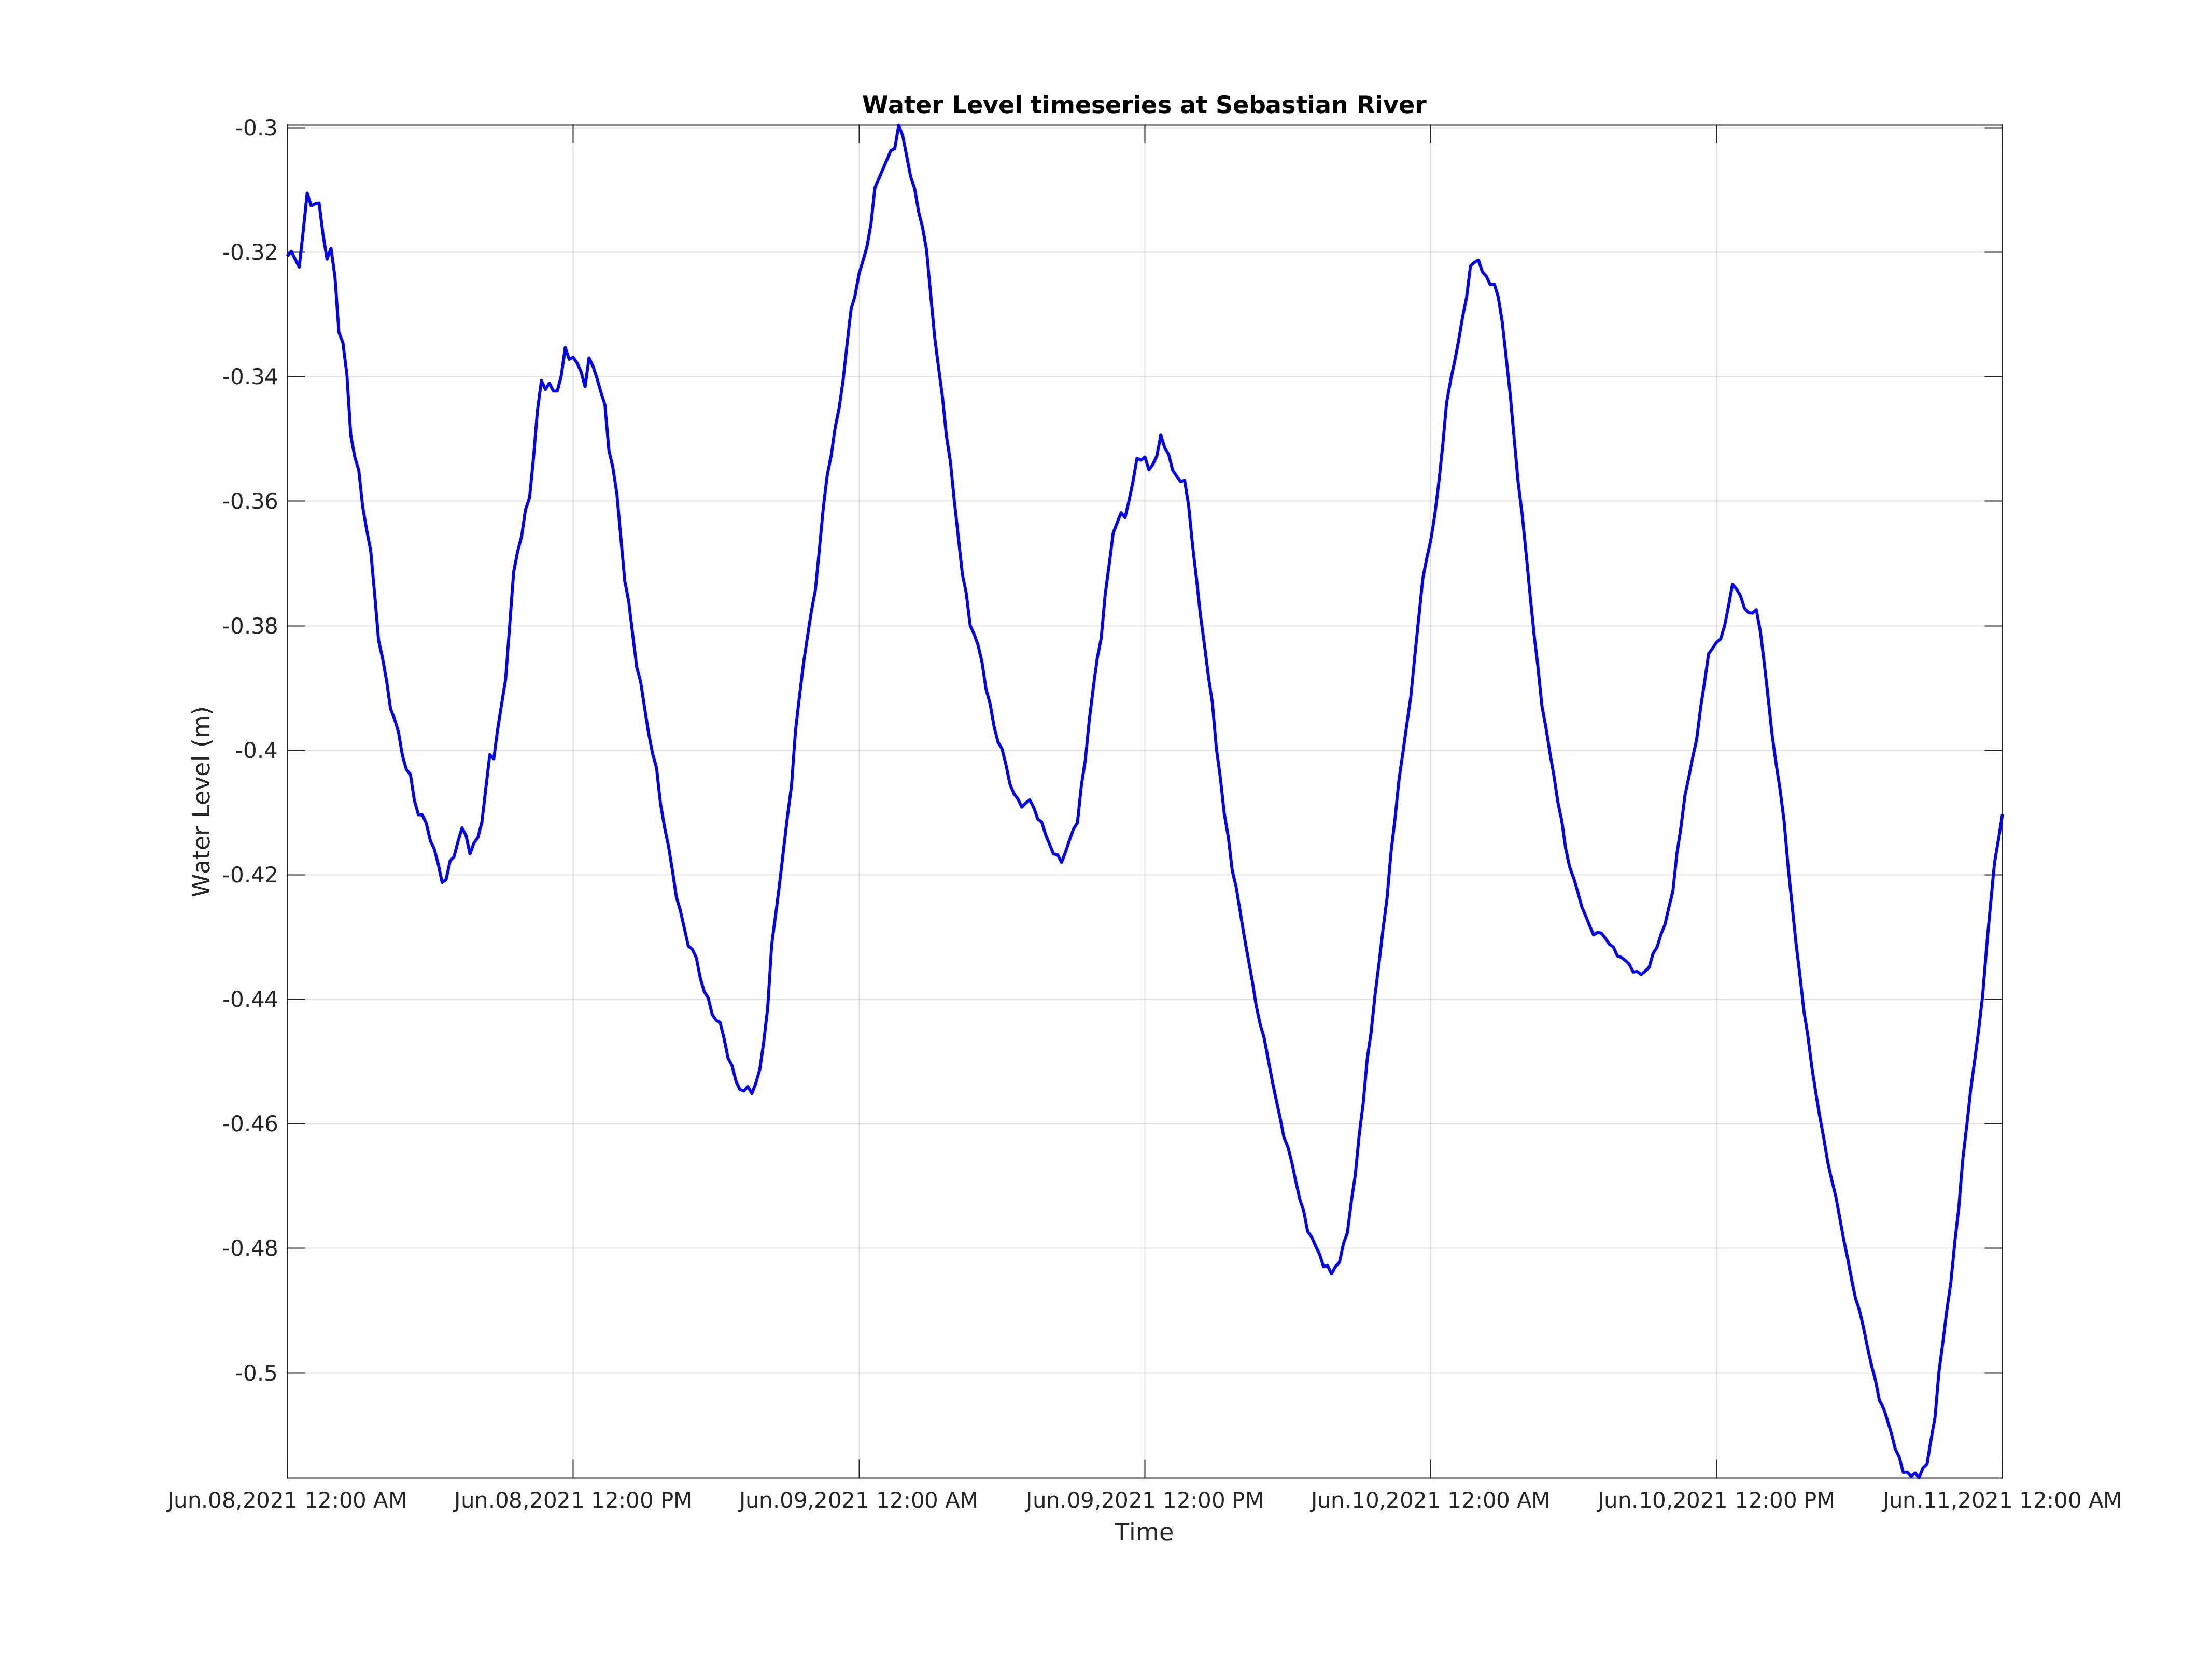 Water Level timeseries at Sebastian River
-0.3
-0.32
-0.34
-0.36
-0.38
-0.4
-0.42
-0.44
-0.46
-0.48
-0.5
Water Level (m)
Jun.08,2021 12:00 AM Jun.08,2021 12:00 PM Jun.09,2021 12:00 AM Jun.09,2021 12:00 PM Jun.10,2021 12:00 AM Jun.10,2021 12:00 PM Jun.11,2021 12:00 AM
Time